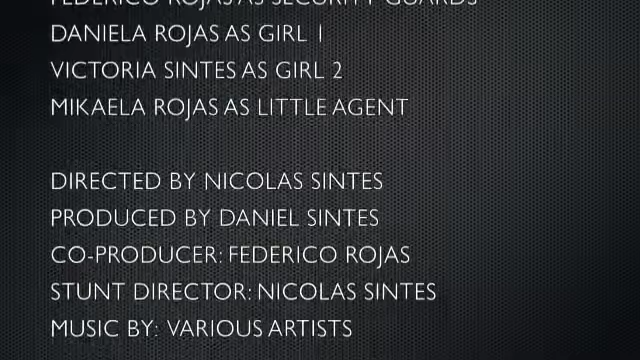 FEDERICO ROJAS AS SECURITY GUARDS
DANIELA ROJAS AS GIRL 1
VICTORIA SINTES AS GIRL 2
MIKAELA ROJAS AS LITTLE AGENT
DIRECTED BY NICOLAS SINTES
PRODUCED BY DANIEL SINTES
CO-PRODUCER: FEDERICO ROJAS
STUNT DIRECTOR: NICOLAS SINTES
MUSIC BY: VARIOUS ARTISTS